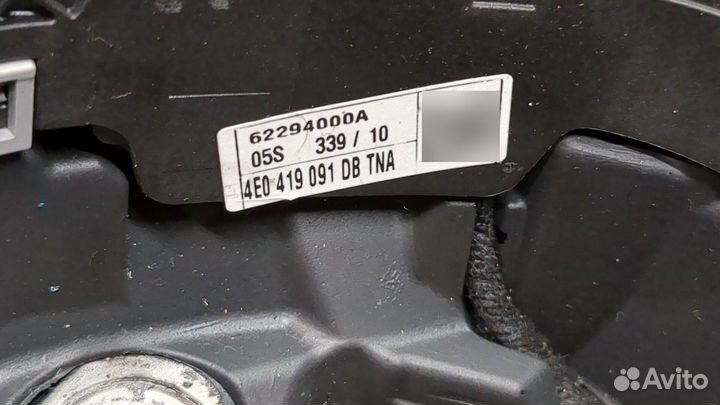 62294000A
05S 339 / 10
4E0 419 091 DB TNA
Avito